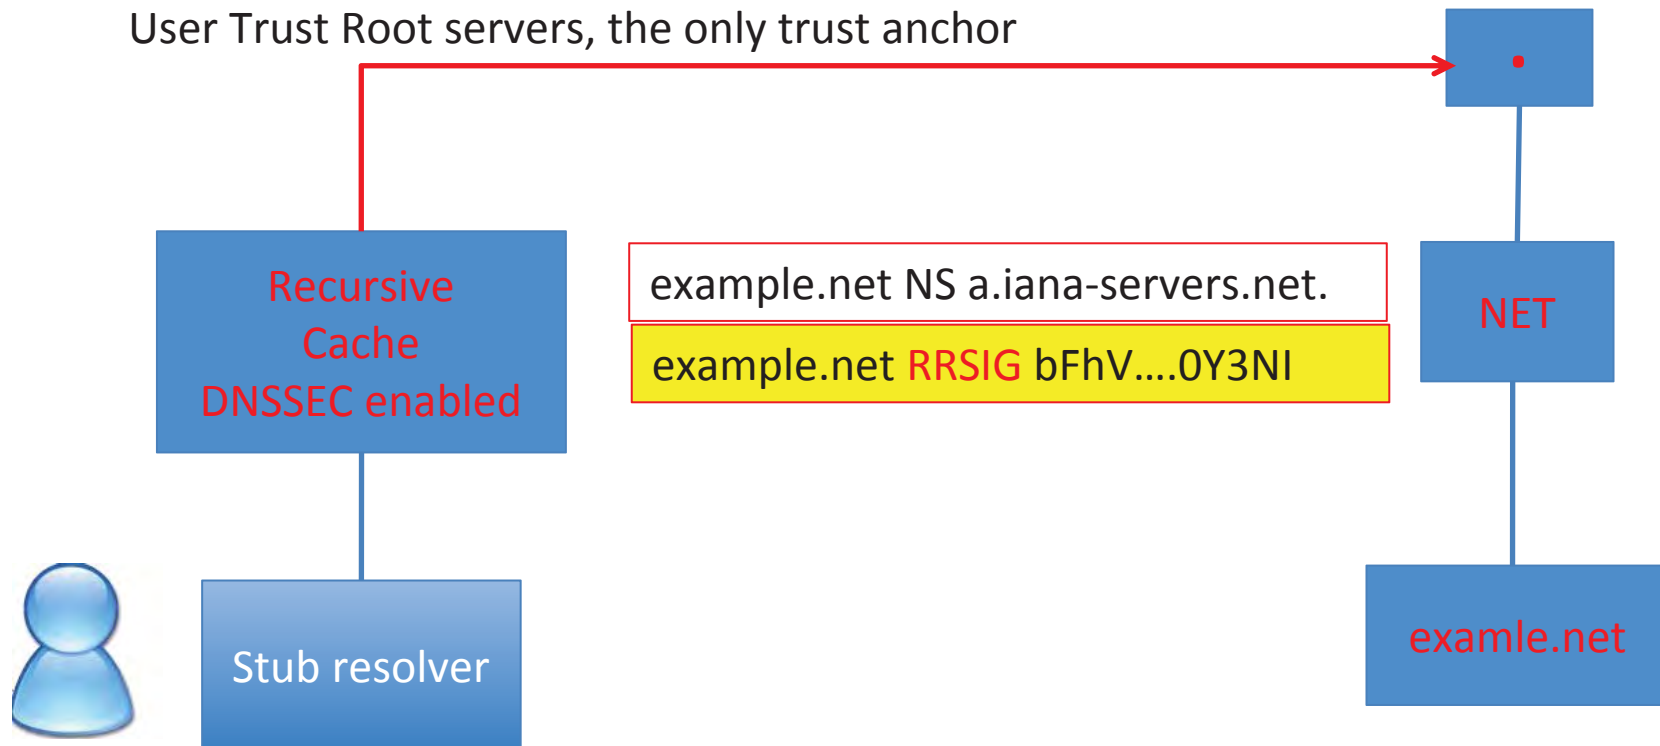 User Trust Root servers, the only trust anchor
.
Recursive
Cache
DNSSEC enabled
example.net NS a.iana-servers.net.
example.net RRSIG bFhV....0Y3NI
NET
Stub resolver
examle.net